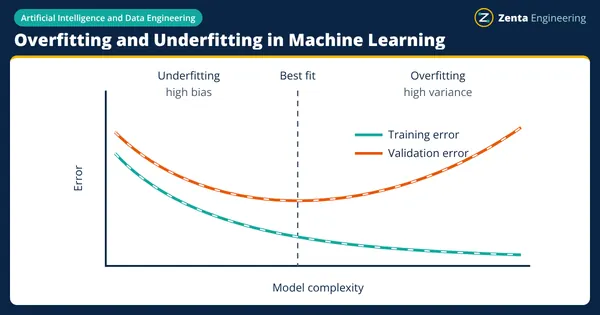 Artificial Intelligence and Data Engineering
Zenta Engineering
Overfitting and Underfitting in Machine Learning
Underfitting
high bias
Best fit
Overfitting
high variance
Training error
Validation error
Error
Model complexity